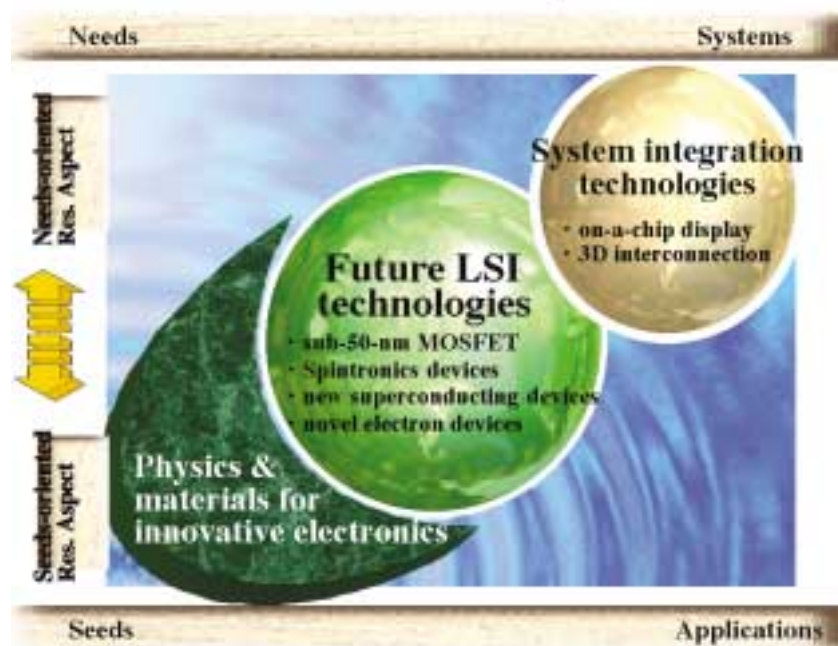 Needs Systems
Needs-oriented
Res. Aspect
System integration
technologies
· on-a-chip display
· 3D interconnection
Future LSI
technologies
· sub-50-nm MOSFET
· Spintronics devices
· new superconducting devices
· novel electron devices
Physics &
materials for
innovative electronics
Seeds-oriented
Res. Aspect
Seeds Applications